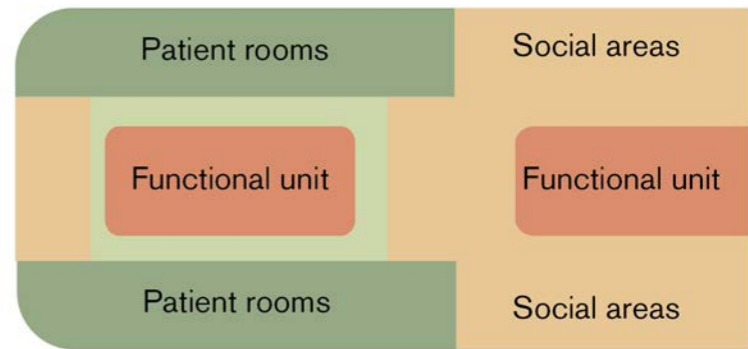 Patient rooms
Social areas
Functional unit
Functional unit
Patient rooms
Social areas